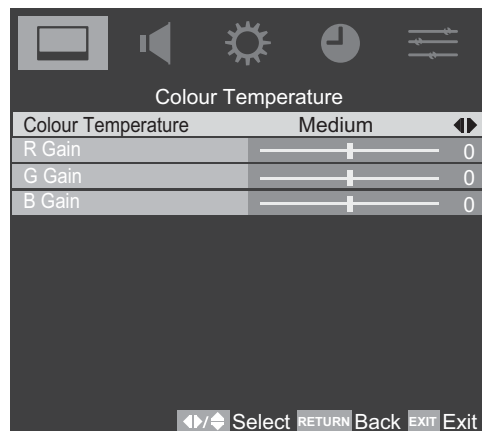 Colour Temperature
Colour Temperature Medium
R Gain 0
G Gain 0
B Gain 0
/ Select RETURN Back EXIT Exit